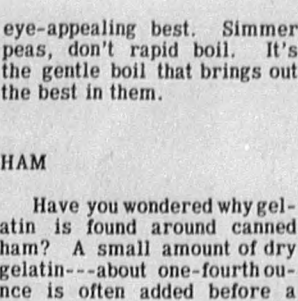 eye-appealing best. Simmer
peas, don't rapid boil. It's
the gentle boil that brings out
the best in them.
HAM
Have you wondered why gel-
atin is found around canned
ham? A small amount of dry
gelatin---about one-fourth ou-
nce is often added before a